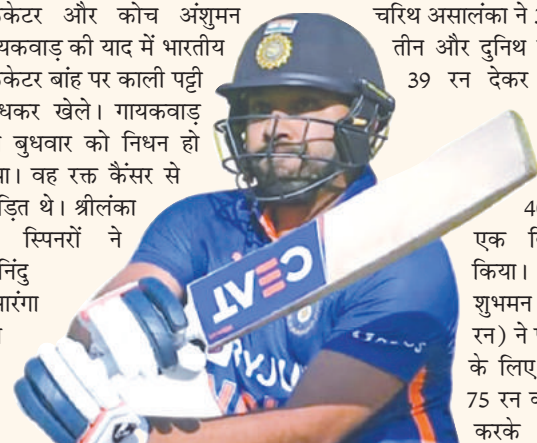 केटर और कोच अंशुमन
यकवाड़ की याद में भारतीय
केटर बांह पर काली पट्टी
धकर खेले। गायकवाड़
बुधवार को निधन हो
या। वह रक्त कैंसर से
ड़ित थे। श्रीलंका
स्पिनरों ने
निंदु
सारंगा
CEAT
YJU
चरिथ असालंका ने
तीन और दुनिथ
39 रन देकर
एक
किया।
शुभमन
रन) ने
के लिए
75 रन
करके